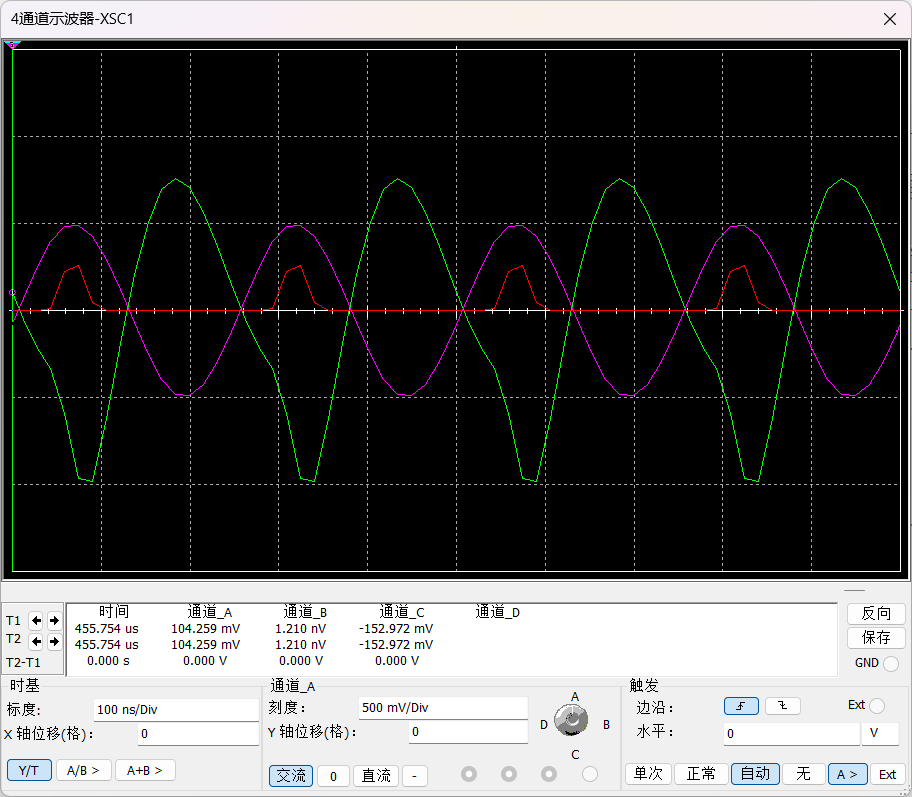 4通道示波器-XSC1
时间 通道_A 通道_B 通道_C 通道_D
T1 455.754 us 104.259 mV 1.210 nV -152.972 mV
T2 455.754 us 104.259 mV 1.210 nV -152.972 mV
T2-T1 0.000 s 0.000 V 0.000 V 0.000 V
反向
保存
GND
时基
标度: 100 ns/Div
X 轴位移(格): 0
Y/T A/B > A+B >
通道_A
刻度: 500 mV/Div
Y 轴位移(格): 0
交流 0 直流 -
A
D B
C
触发
边沿: Ext
水平: 0 V
单次 正常 自动 无 A > Ext